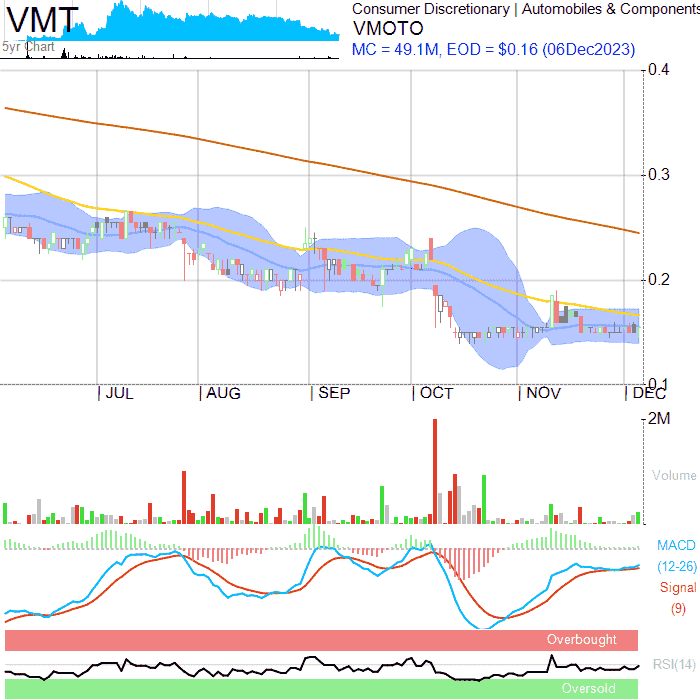 VMT
5yr Chart
Consumer Discretionary | Automobiles & Components
VMOTO
MC = 49.1M, EOD = $0.16 (06Dec2023)
0.4
0.3
0.2
0.1
JUL
AUG
SEP
OCT
NOV
DEC
2M
Volume
MACD
(12-26)
Signal
(9)
Overbought
RSI(14)
Oversold